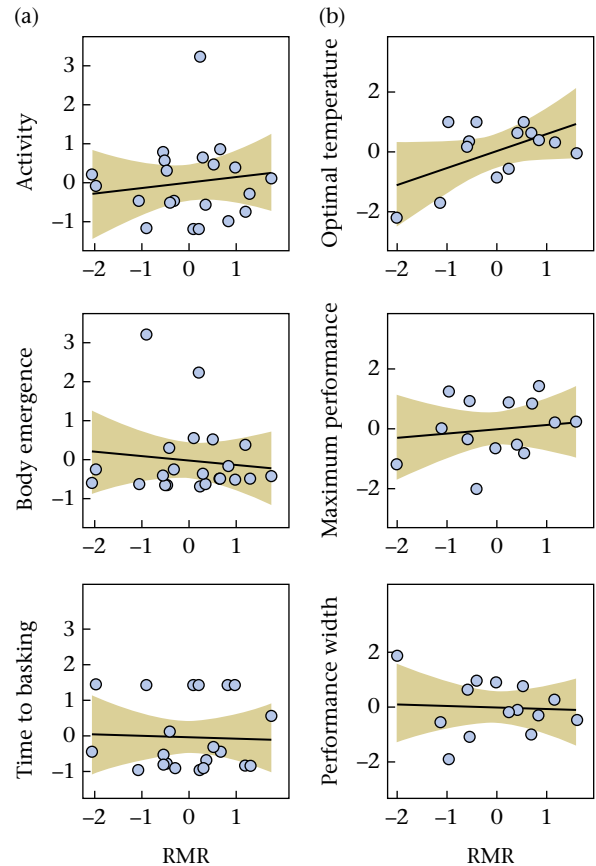 (a)
Activity
3
2
1
0
−1
−2 −1 0 1
Body emergence
3
2
1
0
−1
−2 −1 0 1
Time to basking
3
2
1
0
−1
−2 −1 0 1
RMR
(b)
Optimal temperature
2
0
−2
−2 −1 0 1
Maximum performance
2
0
−2
−2 −1 0 1
Performance width
2
0
−2
−2 −1 0 1
RMR